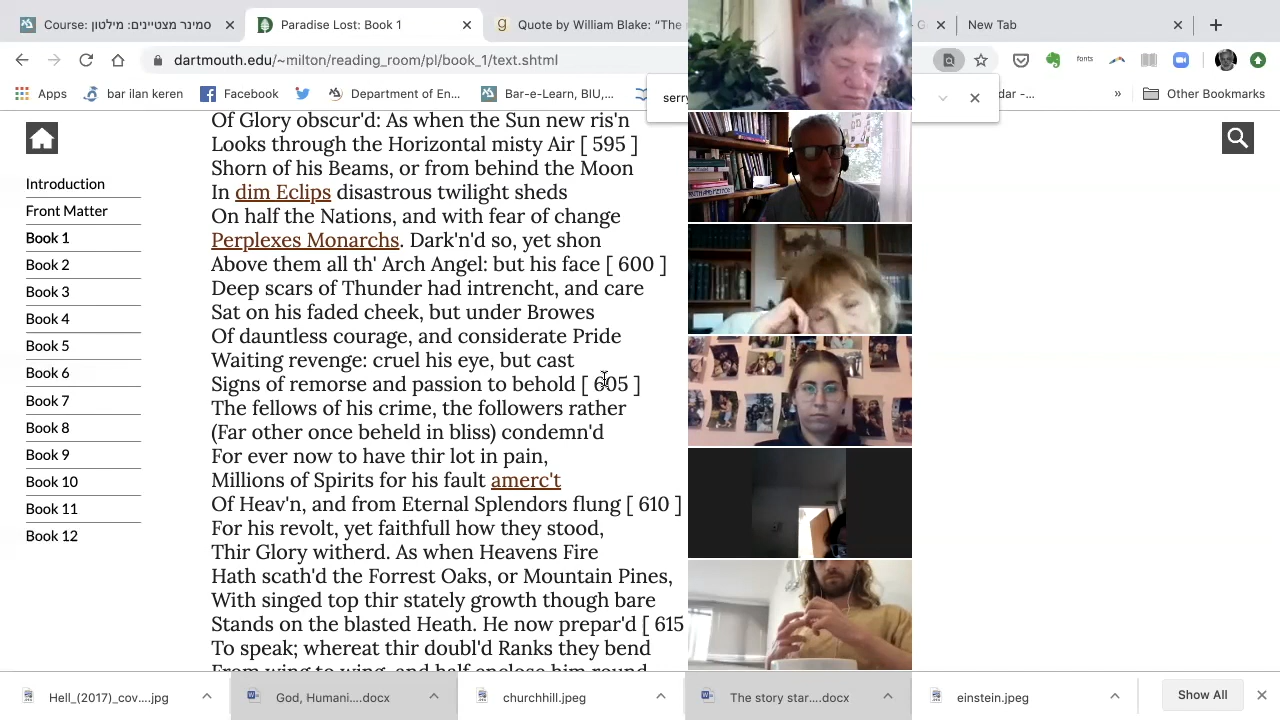 Course: סמינר מצטיינים: מילטון
Paradise Lost: Book 1
Quote by William Blake: “The
G
New Tab
dartmouth.edu/~milton/reading_room/pl/book_1/text.shtml
fonts
Apps
bar ilan keren
Facebook
Department of En...
Bar-e-Learn, BIU,...
dar -...
»
Other Bookmarks
serry
Introduction
Front Matter
Book 1
Book 2
Book 3
Book 4
Book 5
Book 6
Book 7
Book 8
Book 9
Book 10
Book 11
Book 12
Of Glory obscur'd: As when the Sun new ris'n
Looks through the Horizontal misty Air [ 595 ]
Shorn of his Beams, or from behind the Moon
In dim Eclips disastrous twilight sheds
On half the Nations, and with fear of change
Perplexes Monarchs. Dark'n'd so, yet shon
Above them all th' Arch Angel: but his face [ 600 ]
Deep scars of Thunder had intrencht, and care
Sat on his faded cheek, but under Browes
Of dauntless courage, and considerate Pride
Waiting revenge: cruel his eye, but cast
Signs of remorse and passion to behold [ 605 ]
The fellows of his crime, the followers rather
(Far other once beheld in bliss) condemn'd
For ever now to have thir lot in pain,
Millions of Spirits for his fault amerc't
Of Heav'n, and from Eternal Splendors flung [ 610 ]
For his revolt, yet faithfull how they stood,
Thir Glory witherd. As when Heavens Fire
Hath scath'd the Forrest Oaks, or Mountain Pines,
With singed top thir stately growth though bare
Stands on the blasted Heath. He now prepar'd [ 615
To speak; whereat thir doubl'd Ranks they bend
From wing to wing, and half enclose him round
Hell_(2017)_cov....jpg
God, Humani....docx
churchhill.jpeg
The story star....docx
einstein.jpeg
Show All